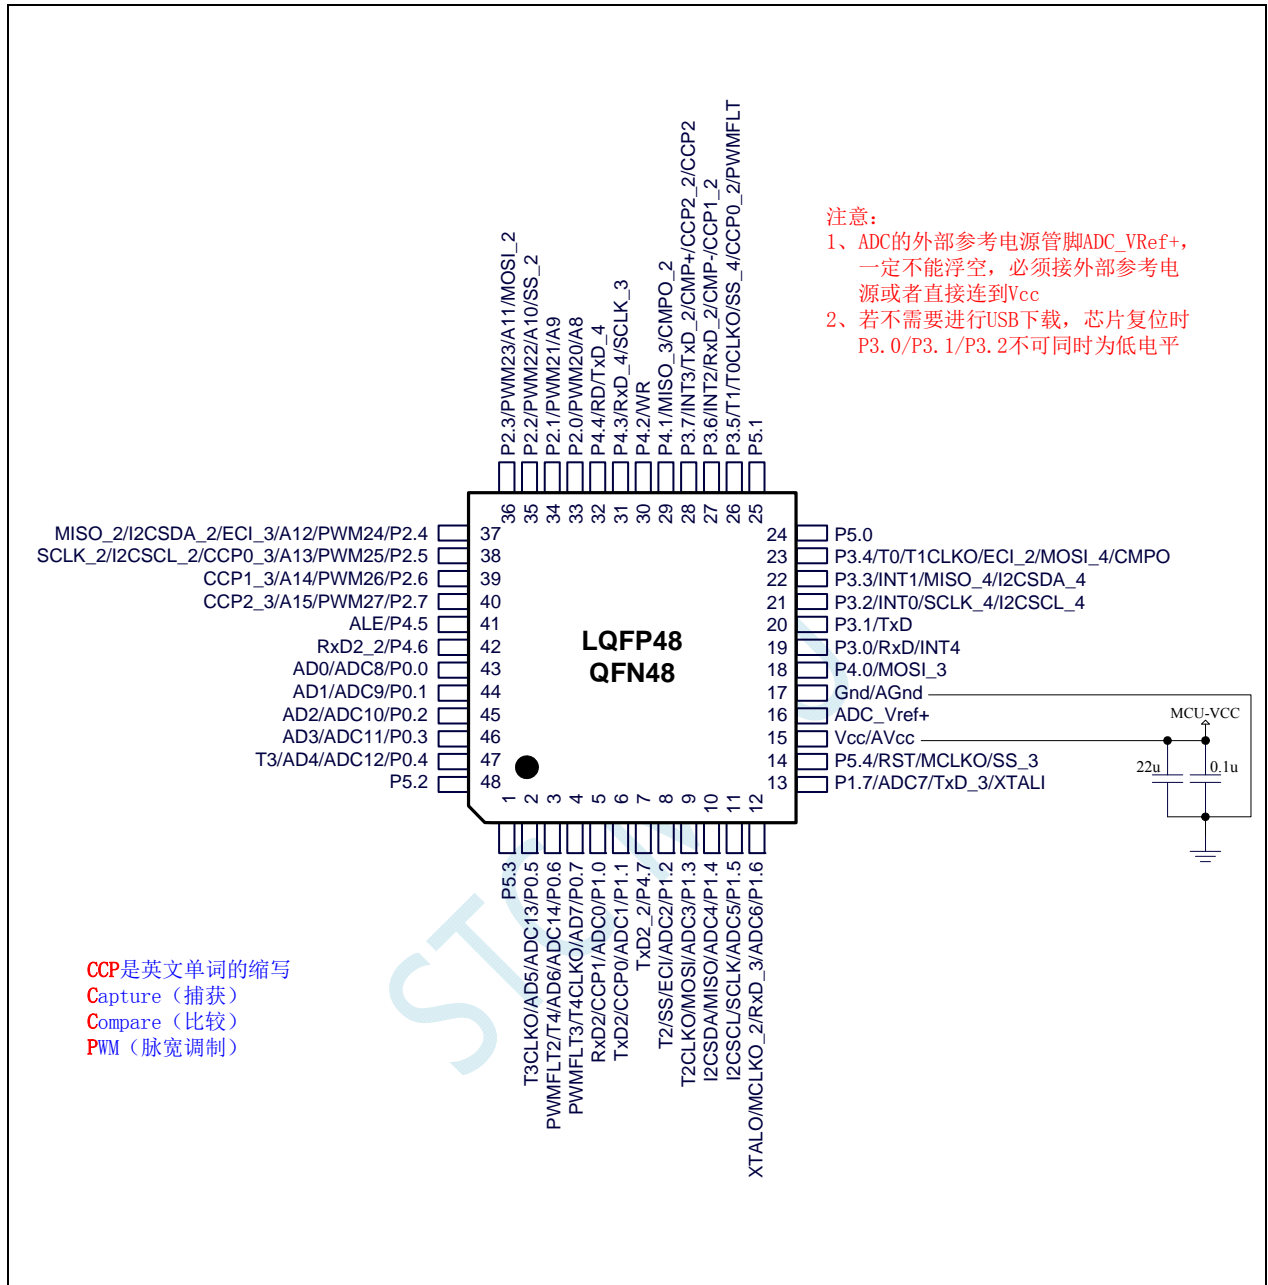 P2.3/PWM23/A11/MOSI_2
P2.2/PWM22/A10/SS_2
P2.1/PWM21/A9
P2.0/PWM20/A8
P4.4/RD/TxD_4
P4.3/RxD_4/SCLK_3
P4.2/WR
P4.1/MISO_3/CMPO_2
P3.7/INT3/TxD_2/CMP+/CCP2_2/CCP2
P3.6/INT2/RxD_2/CMP-/CCP1_2
P3.5/T1/T0CLKO/SS_4/CCP0_2/PWMFLT
P5.1
注意：
1、ADC的外部参考电源管脚ADC_VRef+，
一定不能浮空，必须接外部参考电
源或者直接连到Vcc
2、若不需要进行USB下载，芯片复位时
P3.0/P3.1/P3.2不可同时为低电平
36 35 34 33 32 31 30 29 28 27 26 25
MISO_2/I2CSDA_2/ECI_3/A12/PWM24/P2.4 37
SCLK_2/I2CSCL_2/CCP0_3/A13/PWM25/P2.5 38
CCP1_3/A14/PWM26/P2.6 39
CCP2_3/A15/PWM27/P2.7 40
ALE/P4.5 41
RxD2_2/P4.6 42
AD0/ADC8/P0.0 43
AD1/ADC9/P0.1 44
AD2/ADC10/P0.2 45
AD3/ADC11/P0.3 46
T3/AD4/ADC12/P0.4 47
P5.2 48
LQFP48
QFN48
24 P5.0
23 P3.4/T0/T1CLKO/ECI_2/MOSI_4/CMPO
22 P3.3/INT1/MISO_4/I2CSDA_4
21 P3.2/INT0/SCLK_4/I2CSCL_4
20 P3.1/TxD
19 P3.0/RxD/INT4
18 P4.0/MOSI_3
17 Gnd/AGnd
16 ADC_Vref+
15 Vcc/AVcc
14 P5.4/RST/MCLKO/SS_3
13 P1.7/ADC7/TxD_3/XTALI
MCU-VCC
22u 0.1u
1 2 3 4 5 6 7 8 9 10 11 12
P5.3
T3CLKO/AD5/ADC13/P0.5
PWMFLT2/T4/AD6/ADC14/P0.6
PWMFLT3/T4CLKO/AD7/P0.7
RxD2/CCP1/ADC0/P1.0
TxD2/CCP0/ADC1/P1.1
TxD2_2/P4.7
T2/SS/ECI/ADC2/P1.2
T2CLKO/MOSI/ADC3/P1.3
I2CSDA/MISO/ADC4/P1.4
I2CSCL/SCLK/ADC5/P1.5
XTALO/MCLKO_2/RxD_3/ADC6/P1.6
CCP是英文单词的缩写
Capture（捕获）
Compare（比较）
PWM（脉宽调制）